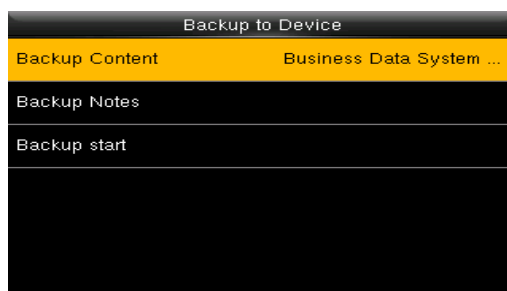 Backup to Device
Backup Content Business Data System ...
Backup Notes
Backup start